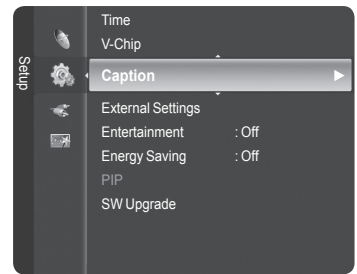 Setup
Time
V-Chip
Caption
External Settings
Entertainment : Off
Energy Saving : Off
PIP
SW Upgrade